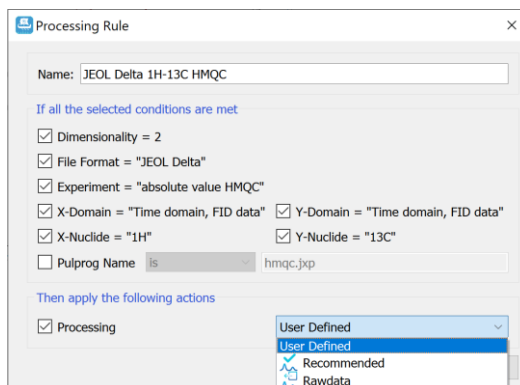 Processing Rule
Name: JEOL Delta 1H-13C HMQC
If all the selected conditions are met
Dimensionality = 2
File Format = "JEOL Delta"
Experiment = "absolute value HMQC"
X-Domain = "Time domain, FID data" Y-Domain = "Time domain, FID data"
X-Nuclide = "1H" Y-Nuclide = "13C"
Pulprog Name is hmqc.jxp
Then apply the following actions
Processing User Defined
User Defined
Recommended
Rawdata